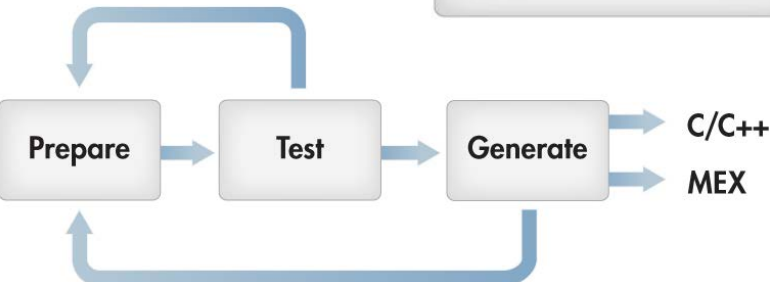 Prepare
Test
Generate
C/C++
MEX